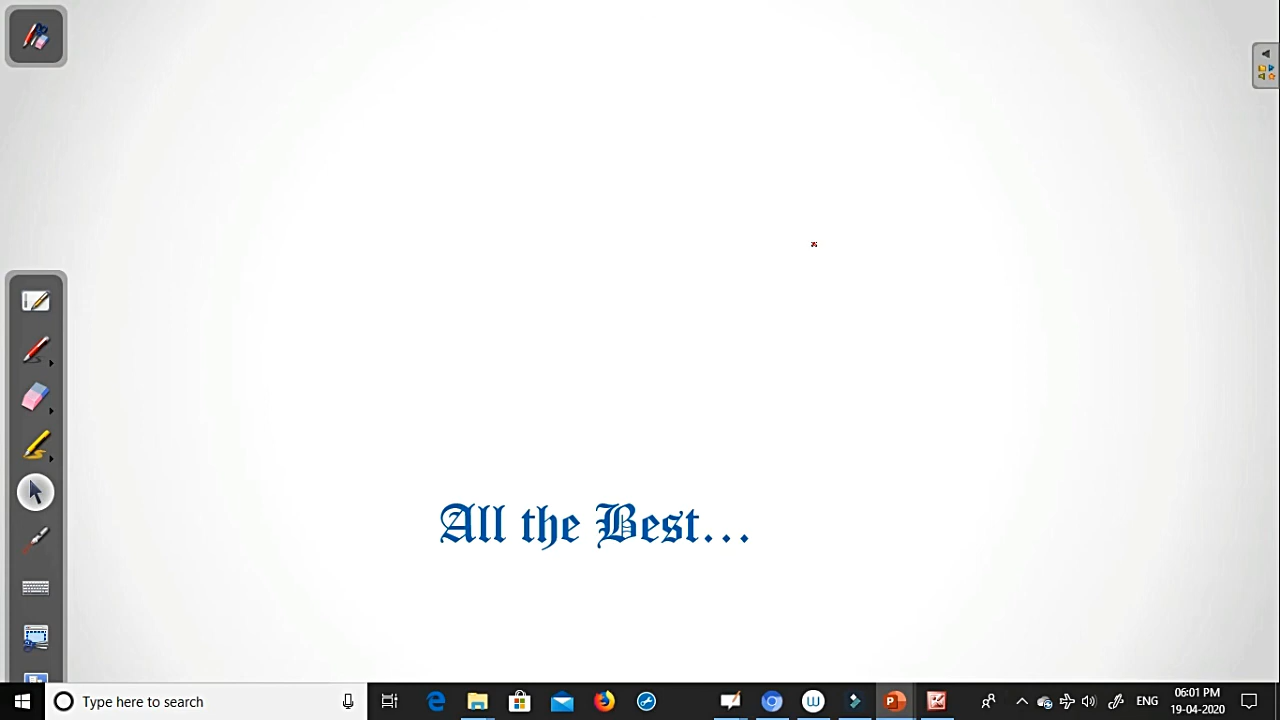 All the Best...
Type here to search
ENG
06:01 PM
19-04-2020